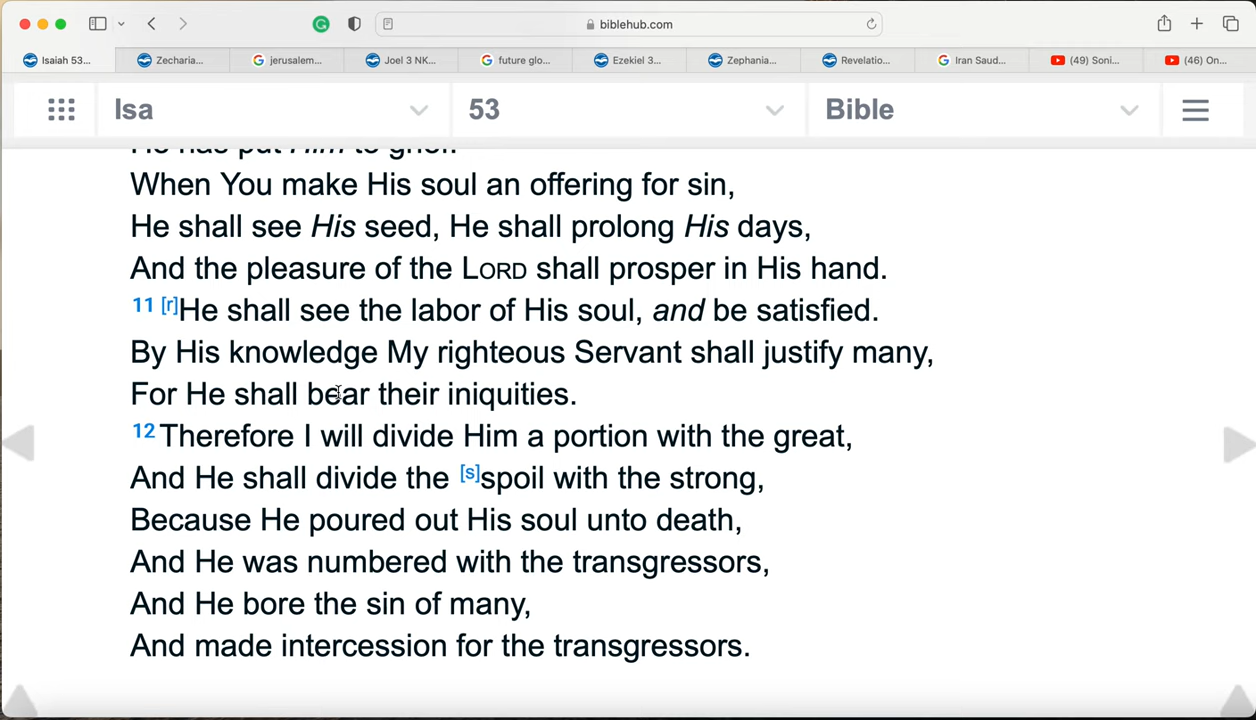 biblehub.com
Isaiah 53...
Zecharia...
jerusalem...
Joel 3 NK...
future glo...
Ezekiel 3...
Zephania...
Revelatio...
Iran Saud...
(49) Soni...
(46) On...
Isa
53
Bible
He has put Him to grief.
When You make His soul an offering for sin,
He shall see His seed, He shall prolong His days,
And the pleasure of the LORD shall prosper in His hand.
11 [r]He shall see the labor of His soul, and be satisfied.
By His knowledge My righteous Servant shall justify many,
For He shall bear their iniquities.
12 Therefore I will divide Him a portion with the great,
And He shall divide the [s]spoil with the strong,
Because He poured out His soul unto death,
And He was numbered with the transgressors,
And He bore the sin of many,
And made intercession for the transgressors.